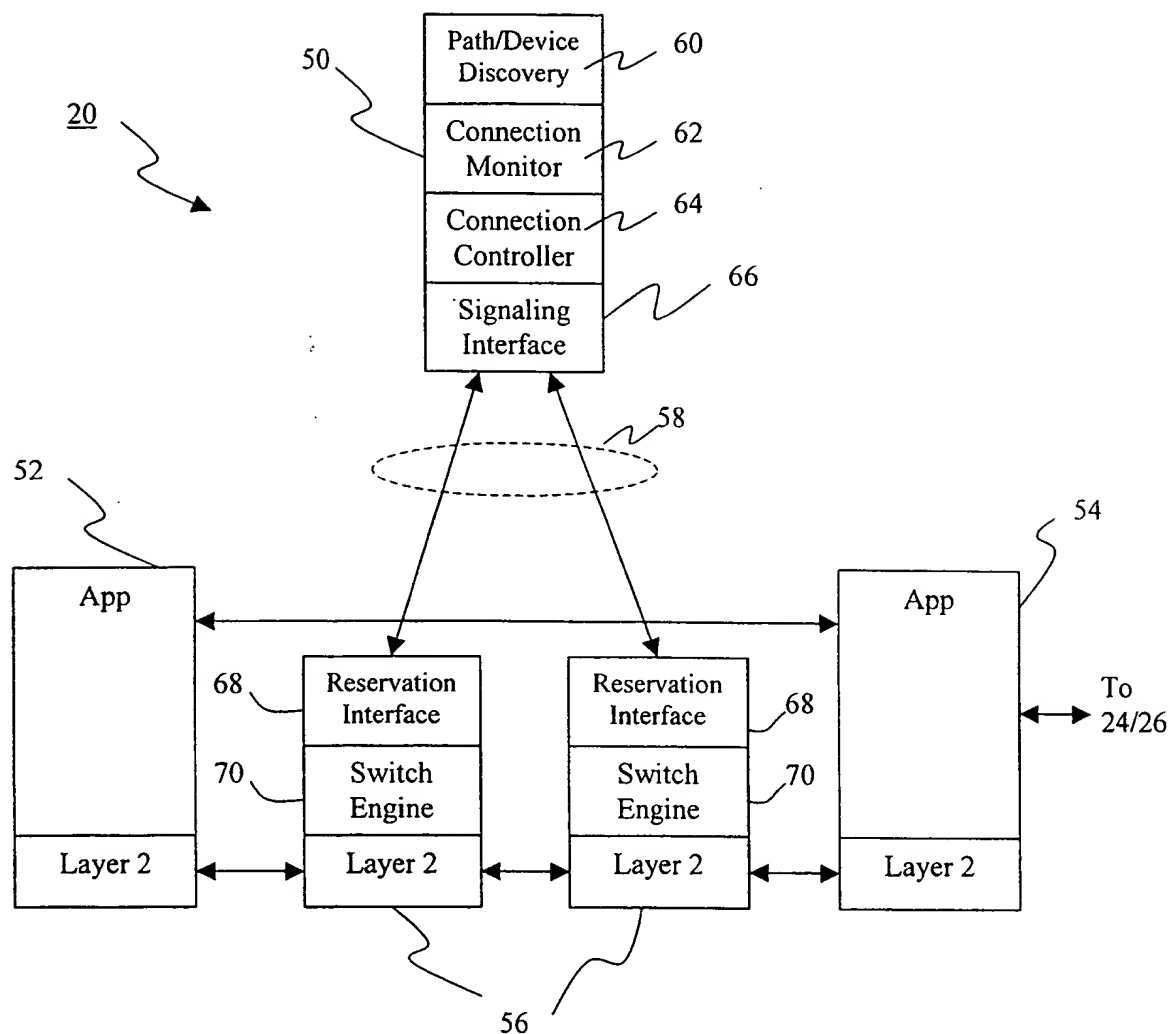 Path/Device
Discovery
60
50
20
Connection
Monitor
62
Connection
Controller
64
Signaling
Interface
66
58
52
54
App
App
Reservation
Interface
68
Reservation
Interface
68
To
24/26
Switch
Engine
70
Switch
Engine
70
Layer 2
Layer 2
Layer 2
Layer 2
56